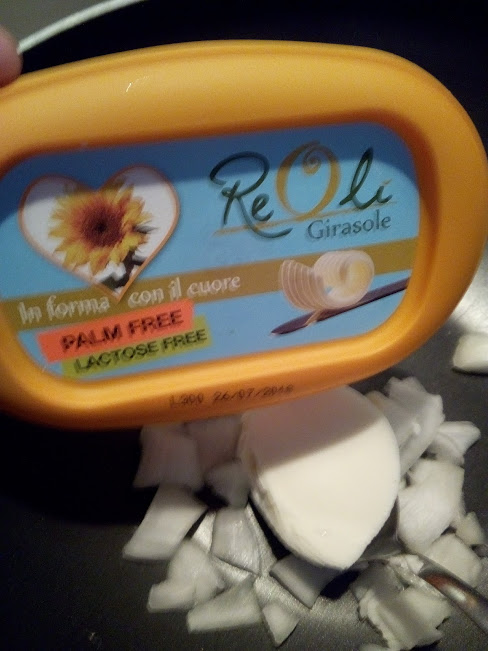 ReOli
Girasole
In forma con il cuore
PALM FREE
LACTOSE FREE